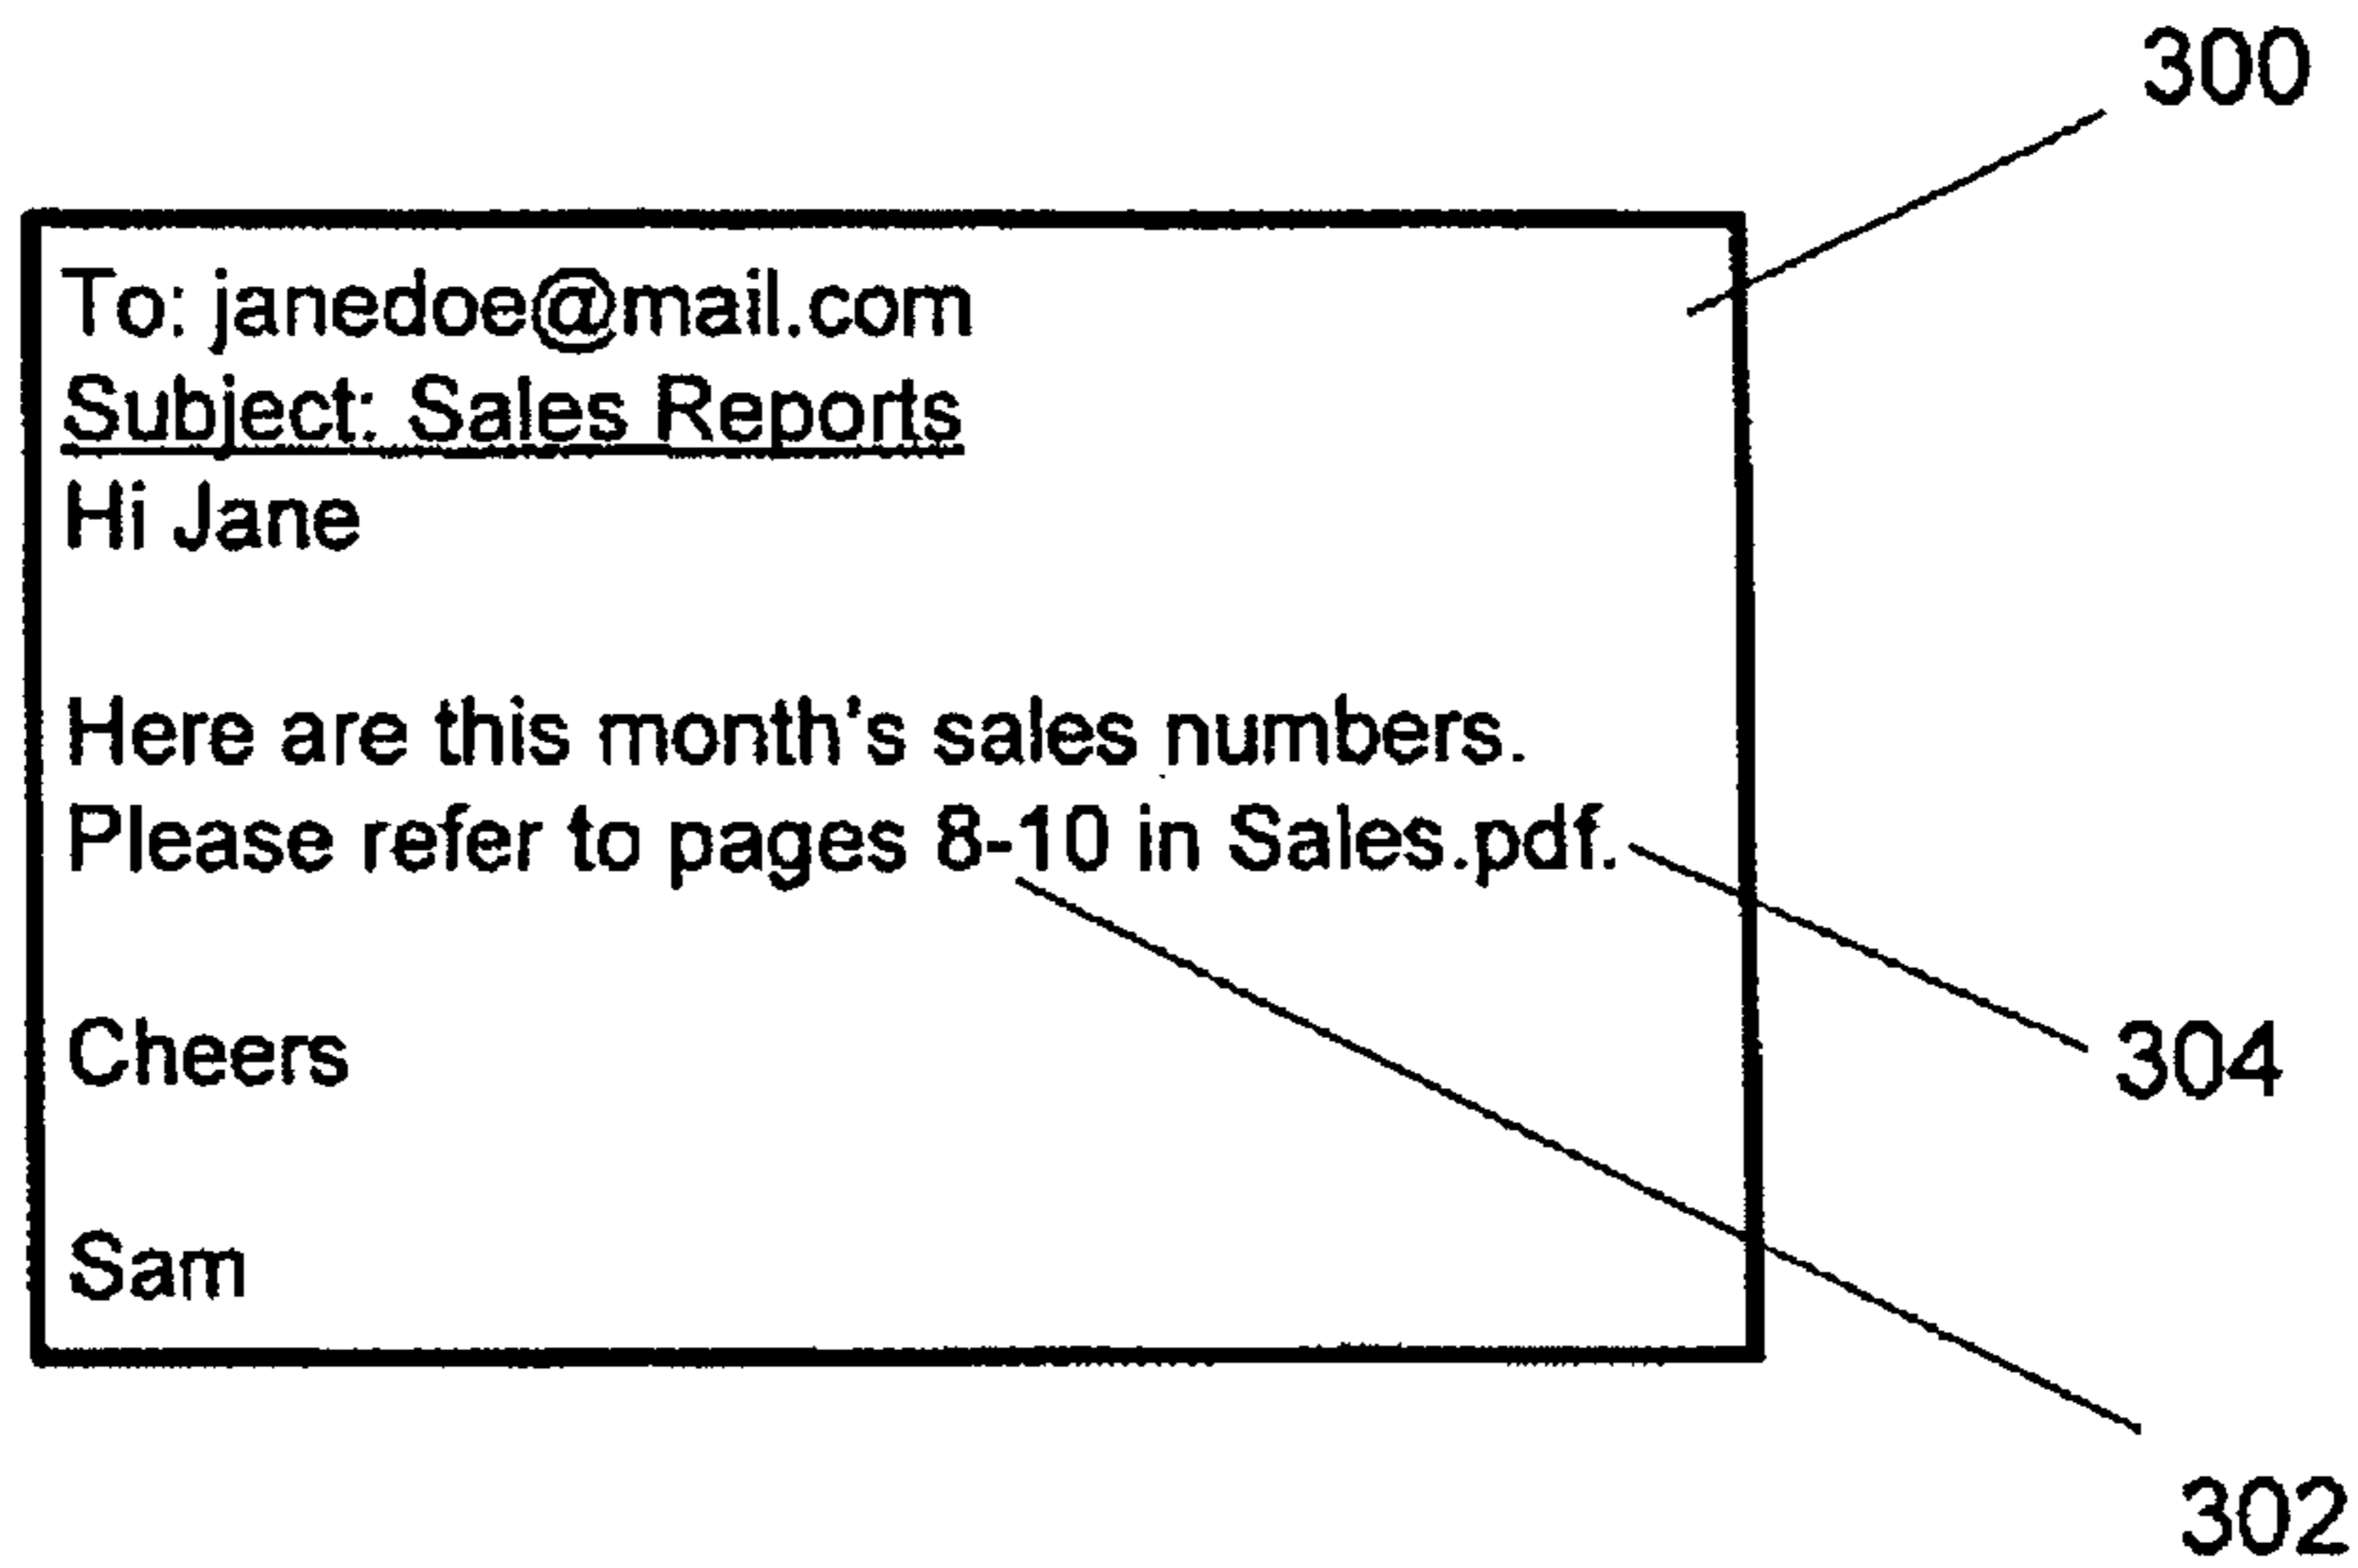 300
To: janedoe@mail.com
Subject: Sales Reports
Hi Jane
Here are this month's sales numbers.
Please refer to pages 8-10 in Sales.pdf.
Cheers
304
Sam
302